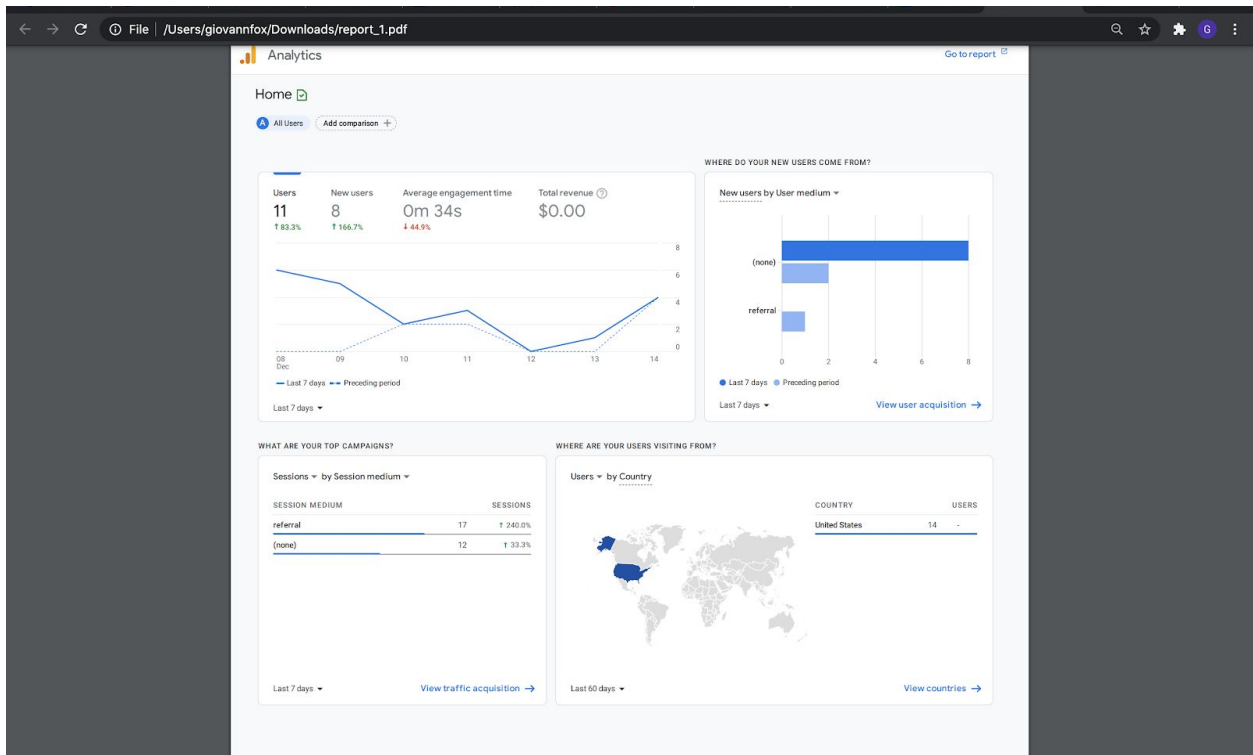 File /Users/giovannfox/Downloads/report_1.pdf
G
Analytics
Go to report
Home
A All Users Add comparison +
Users New users Average engagement time Total revenue
11 8 0m 34s $0.00
↑ 83.3% ↑ 166.7% ↓ 44.9%
8
6
4
2
0
08 09 10 11 12 13 14
Dec
Last 7 days Preceding period
Last 7 days
WHERE DO YOUR NEW USERS COME FROM?
New users by User medium
(none)
referral
0 2 4 6 8
Last 7 days Preceding period
Last 7 days View user acquisition →
WHAT ARE YOUR TOP CAMPAIGNS?
Sessions by Session medium
SESSION MEDIUM SESSIONS
referral 17 ↑ 240.0%
(none) 12 ↑ 33.3%
Last 7 days View traffic acquisition →
WHERE ARE YOUR USERS VISITING FROM?
Users by Country
COUNTRY USERS
United States 14 -
Last 60 days View countries →